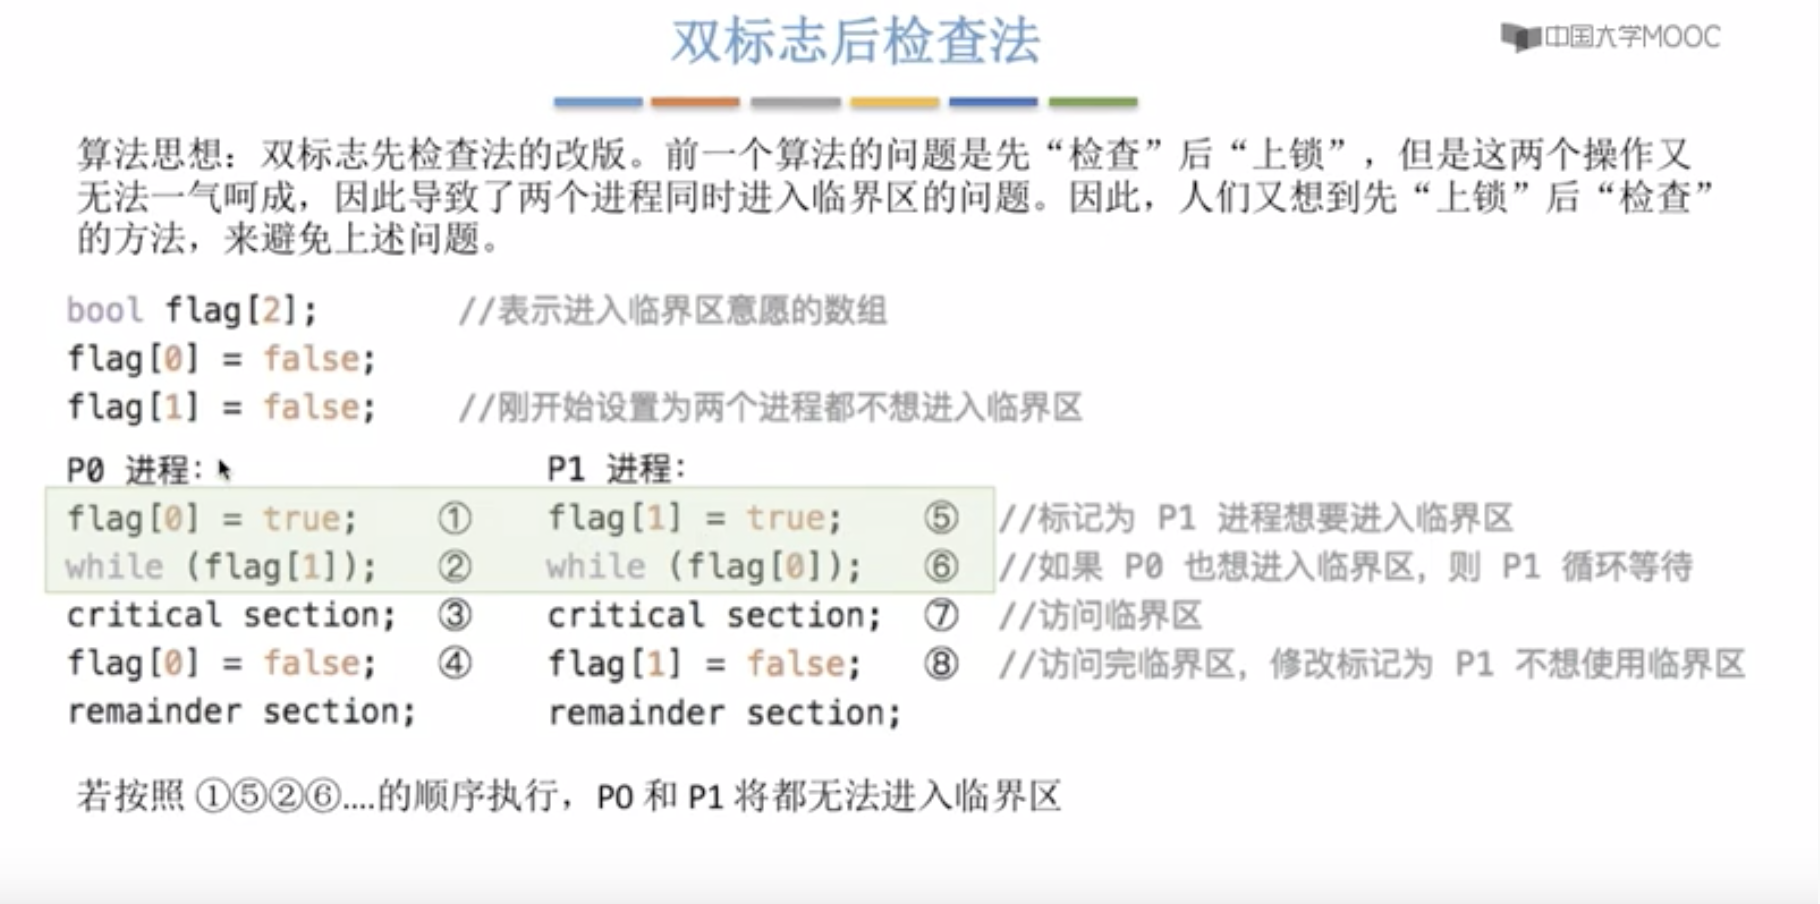 双标志后检查法
中国大学MOOC
算法思想：双标志先检查法的改版。前一个算法的问题是先“检查”后“上锁”，但是这两个操作又
无法一气呵成，因此导致了两个进程同时进入临界区的问题。因此，人们又想到先“上锁”后“检查”
的方法，来避免上述问题。
bool flag[2]; //表示进入临界区意愿的数组
flag[0] = false;
flag[1] = false; //刚开始设置为两个进程都不想进入临界区
P0 进程: P1 进程:
flag[0] = true; ① flag[1] = true; ⑤ //标记为 P1 进程想要进入临界区
while (flag[1]); ② while (flag[0]); ⑥ //如果 P0 也想进入临界区，则 P1 循环等待
critical section; ③ critical section; ⑦ //访问临界区
flag[0] = false; ④ flag[1] = false; ⑧ //访问完临界区，修改标记为 P1 不想使用临界区
remainder section; remainder section;
若按照 ①⑤②⑥....的顺序执行，P0 和 P1 将都无法进入临界区